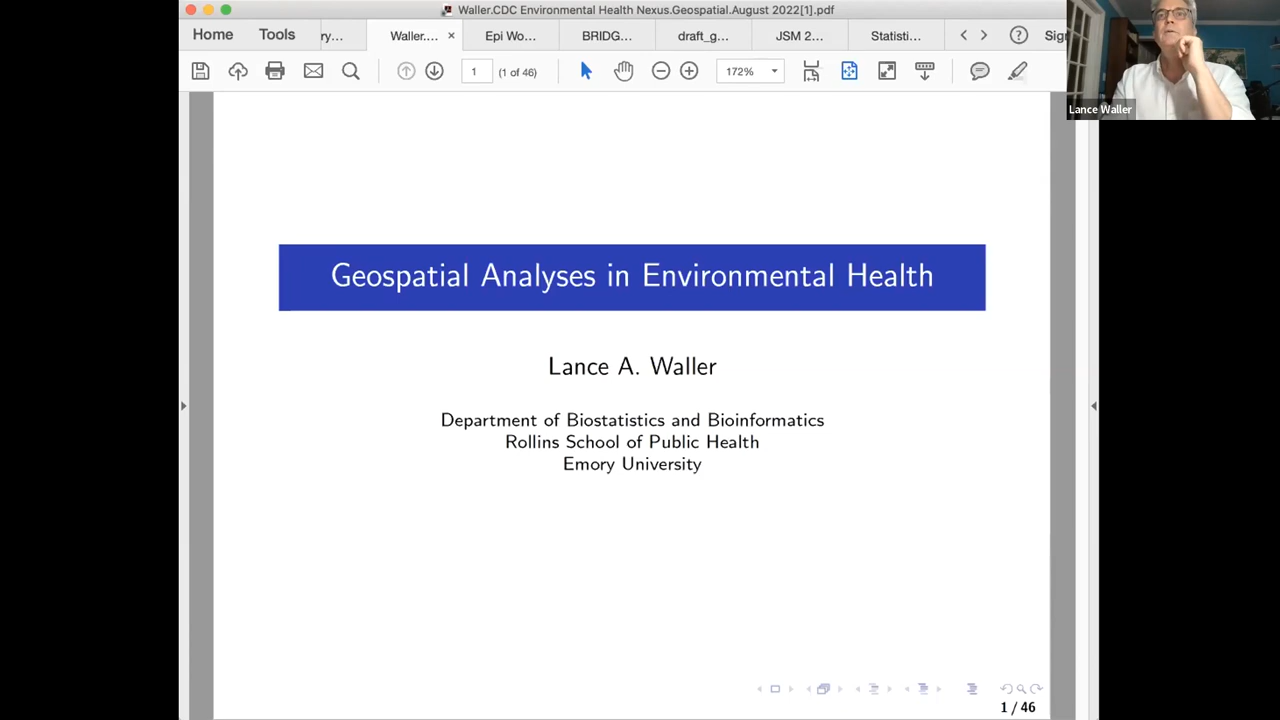 Waller.CDC Environmental Health Nexus.Geospatial.August 2022[1].pdf
Home
Tools
ry...
Waller....
×
Epi Wo...
BRIDG...
draft_g...
JSM 2...
Statisti...
Sig
1
(1 of 46)
172%
Lance Waller
Geospatial Analyses in Environmental Health
Lance A. Waller
Department of Biostatistics and Bioinformatics
Rollins School of Public Health
Emory University
1 / 46